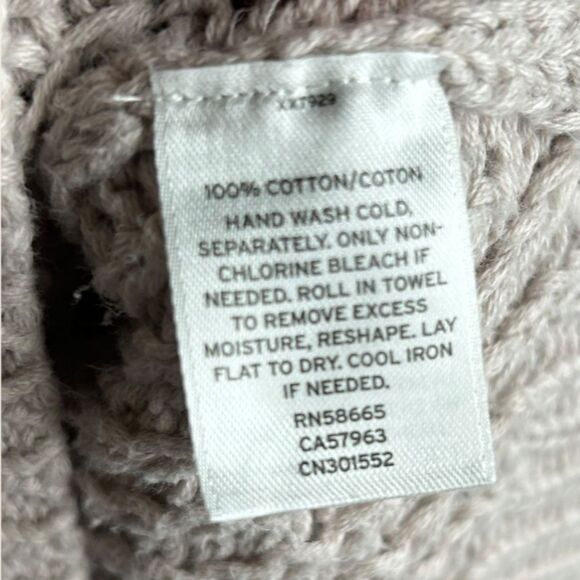 100% COTTON/COTON
HAND WASH COLD,
SEPARATELY. ONLY NON-
CHLORINE BLEACH IF
NEEDED. ROLL IN TOWEL
TO REMOVE EXCESS
MOISTURE, RESHAPE. LAY
FLAT TO DRY. COOL IRON
IF NEEDED.
RN58665
CA57963
CN301552